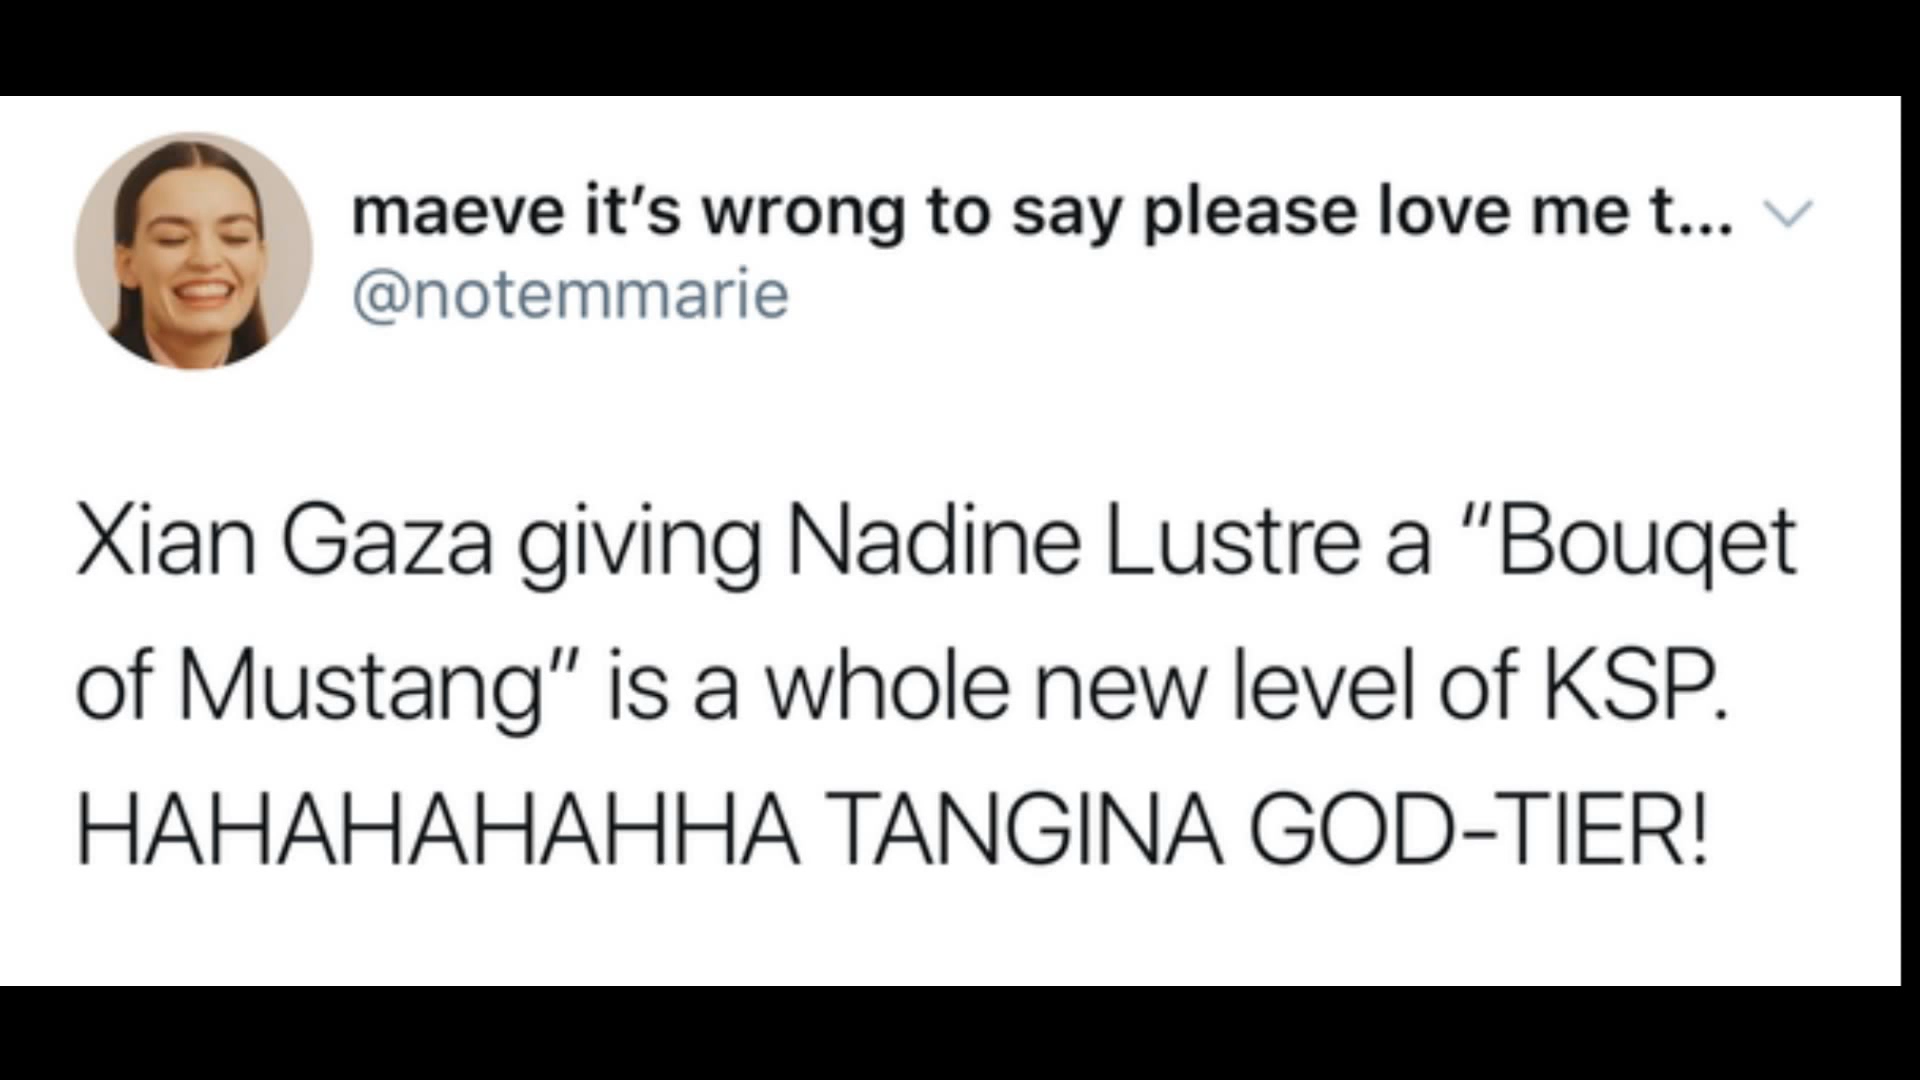 maeve it’s wrong to say please love me t...
@notemmarie
Xian Gaza giving Nadine Lustre a “Bouqet
of Mustang” is a whole new level of KSP.
HAHAHAHAHHA TANGINA GOD-TIER!